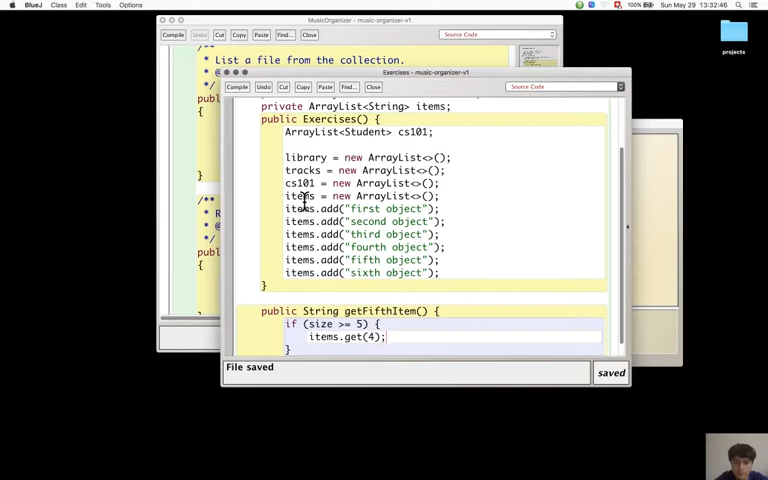 BlueJ Class Edit Tools Options 100% Sun May 29 13:32:46
MusicOrganizer - music-organizer-v1
Compile Undo Cut Copy Paste Find... Close Source Code
/**
* List a file from the collection.
* @
*/
publ
{
}
/**
* R
* @
*/
publ
{
Exercises - music-organizer-v1
Compile Undo Cut Copy Paste Find... Close Source Code
private ArrayList<String> items;
public Exercises() {
ArrayList<Student> cs101;
library = new ArrayList<>();
tracks = new ArrayList<>();
cs101 = new ArrayList<>();
items = new ArrayList<>();
items.add("first object");
items.add("second object");
items.add("third object");
items.add("fourth object");
items.add("fifth object");
items.add("sixth object");
}
public String getFifthItem() {
if (size >= 5) {
items.get(4);
}
File saved
saved
projects